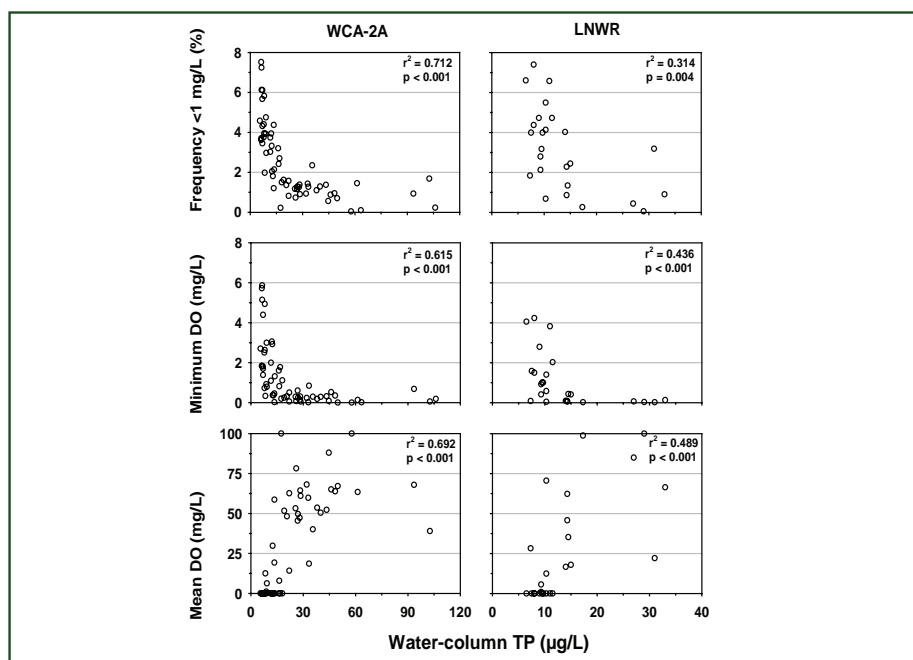 WCA-2A LNWR
Frequency <1 mg/L (%)
8
6
4
2
0
r² = 0.712
p < 0.001
r² = 0.314
p = 0.004
Minimum DO (mg/L)
8
6
4
2
0
r² = 0.615
p < 0.001
r² = 0.436
p < 0.001
Mean DO (mg/L)
100
75
50
25
0
r² = 0.692
p < 0.001
r² = 0.489
p < 0.001
0 30 60 90 120 0 10 20 30 40
Water-column TP (µg/L)